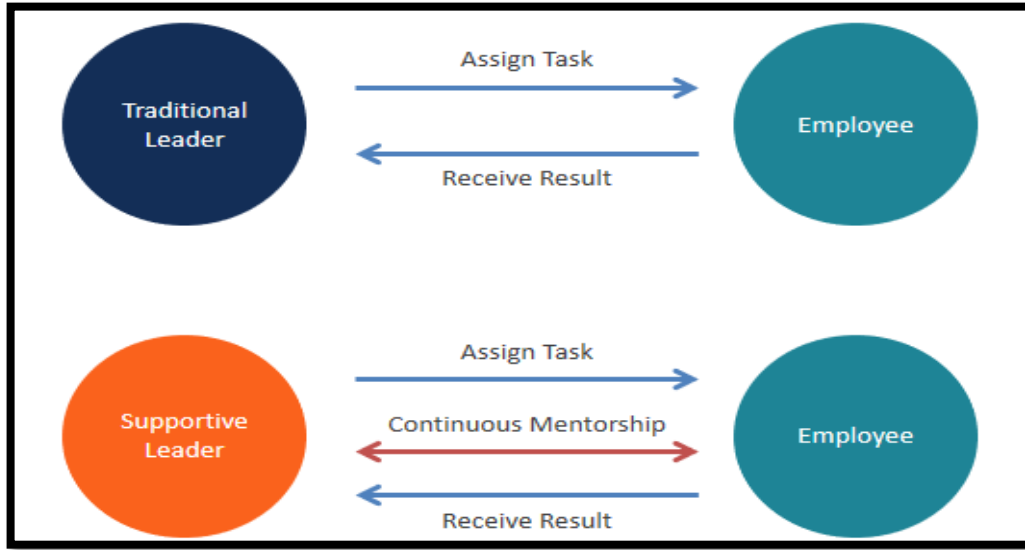 Assign Task
Traditional
Leader
Employee
Receive Result
Assign Task
Supportive
Leader
Continuous Mentorship
Employee
Receive Result